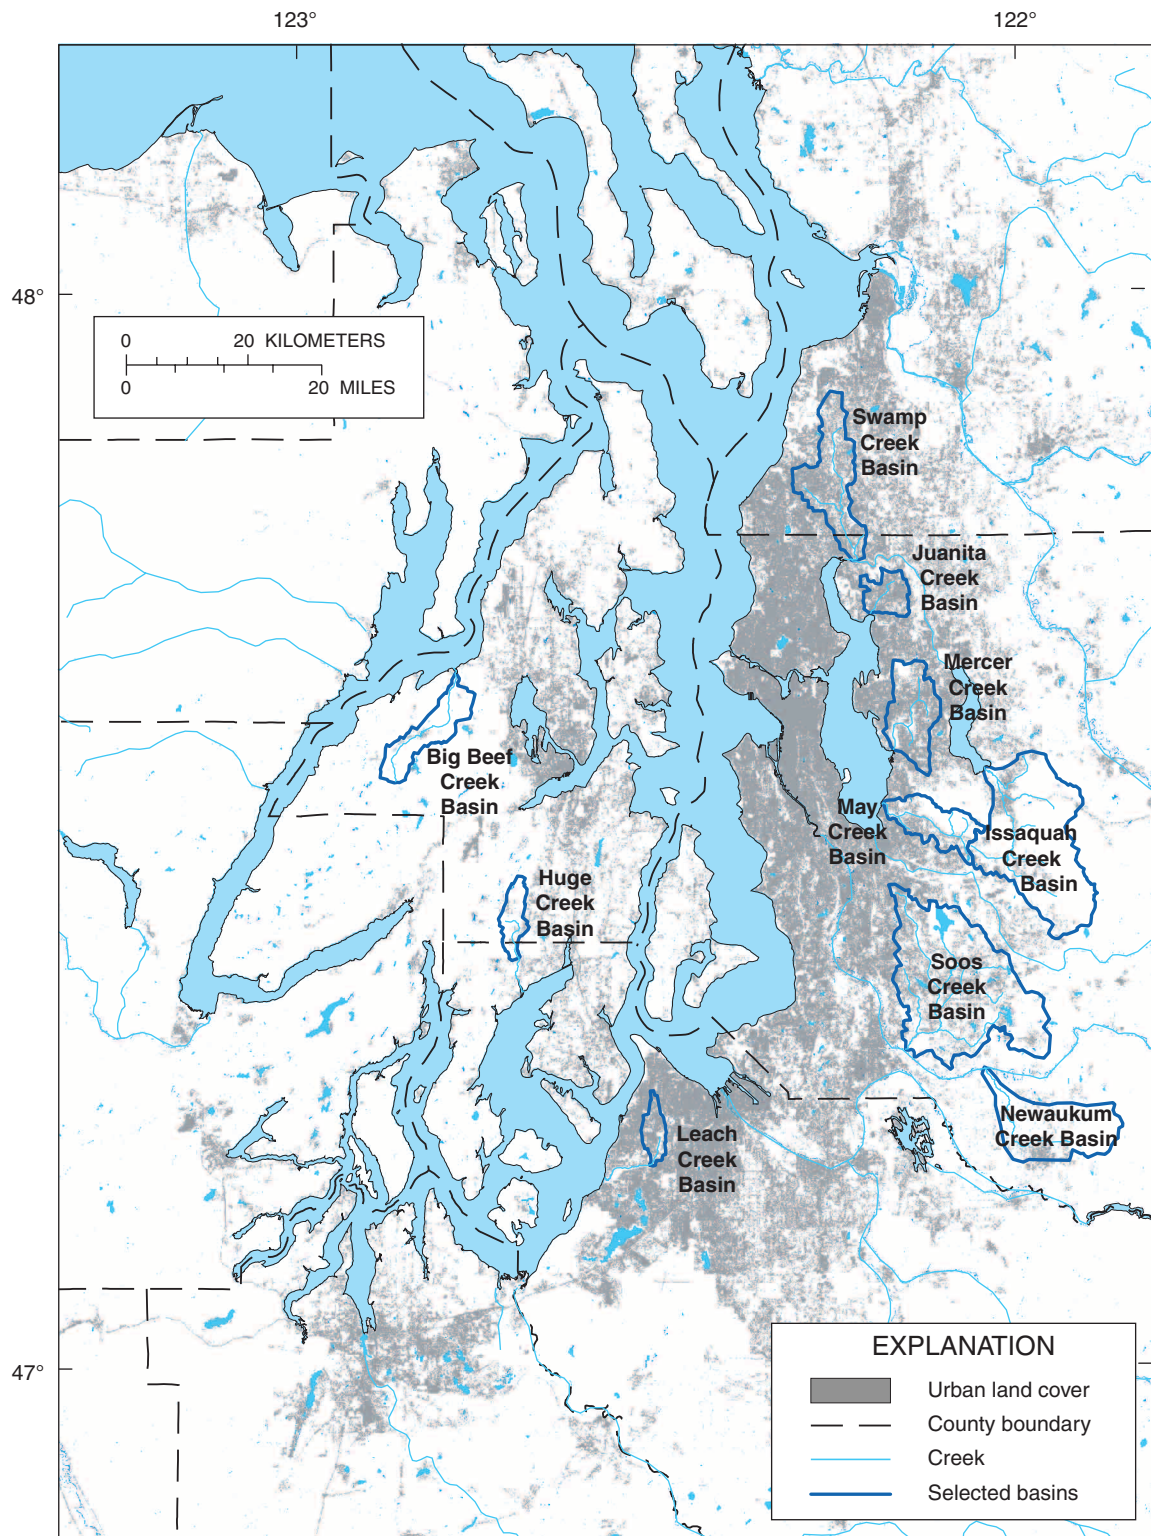 123°
122°
48°
0
20 KILOMETERS
0
20 MILES
Swamp
Creek
Basin
Juanita
Creek
Basin
Mercer
Creek
Basin
Big Beef
Creek
Basin
May
Creek
Basin
Issaquah
Creek
Basin
Huge
Creek
Basin
Soos
Creek
Basin
Newaukum
Creek Basin
Leach
Creek
Basin
47°
EXPLANATION
Urban land cover
County boundary
Creek
Selected basins